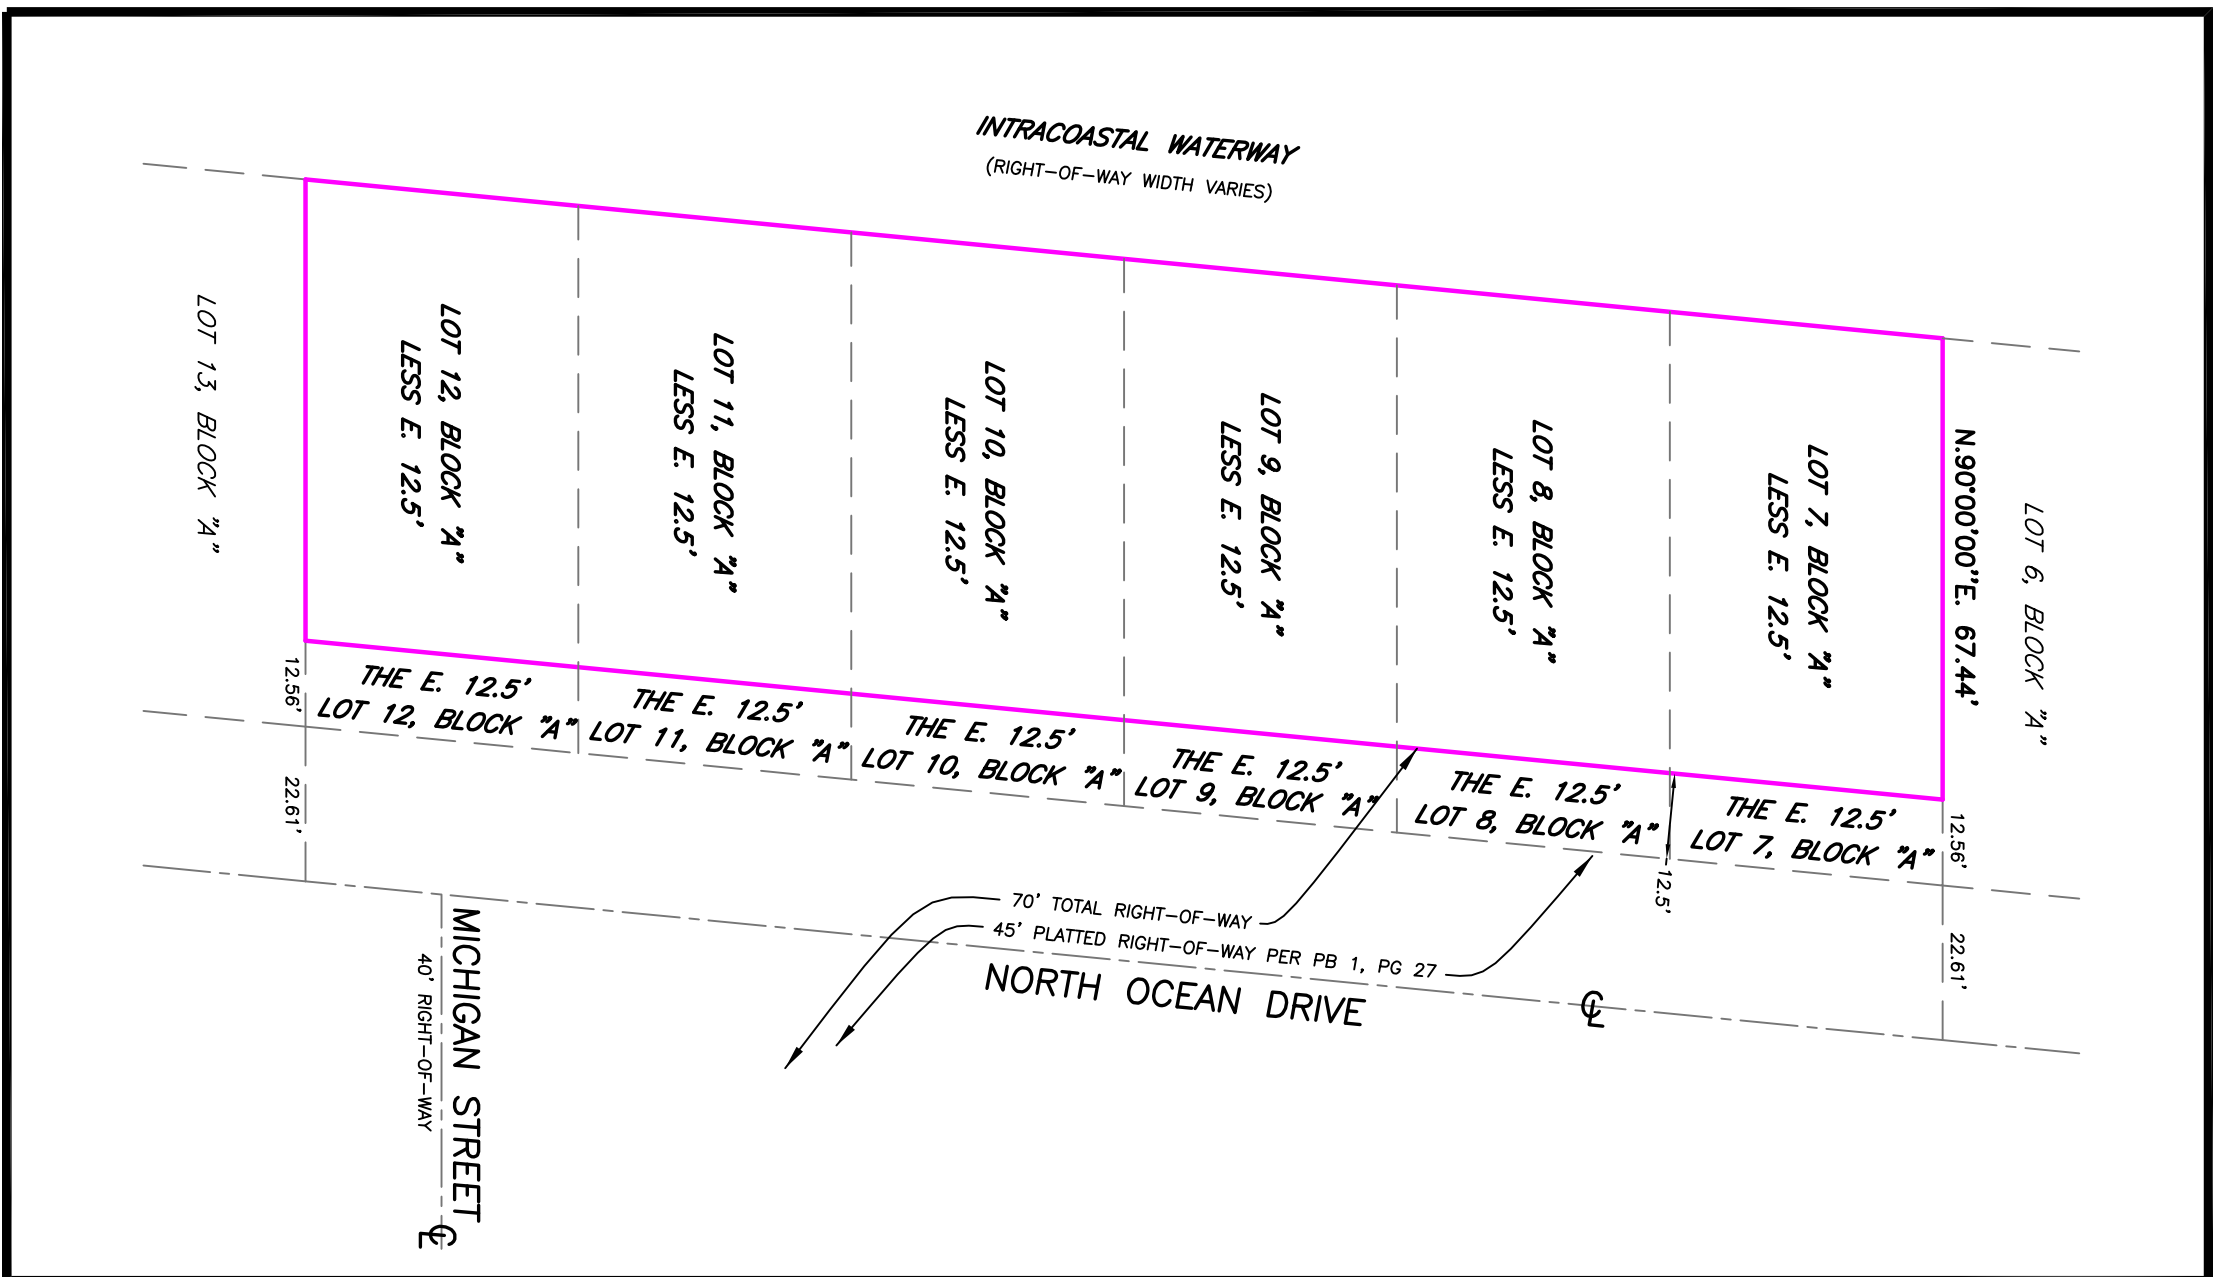 INTRACOASTAL WATERWAY
(RIGHT-OF-WAY WIDTH VARIES)
LOT 13, BLOCK "A"
LOT 12, BLOCK "A"
LESS E. 12.5'
LOT 11, BLOCK "A"
LESS E. 12.5'
LOT 10, BLOCK "A"
LESS E. 12.5'
LOT 9, BLOCK "A"
LESS E. 12.5'
LOT 8, BLOCK "A"
LESS E. 12.5'
LOT 7, BLOCK "A"
LESS E. 12.5'
N.90°00'00"E. 67.44'
LOT 6, BLOCK "A"
12.56'
THE E. 12.5'
LOT 12, BLOCK "A"
THE E. 12.5'
LOT 11, BLOCK "A"
THE E. 12.5'
LOT 10, BLOCK "A"
THE E. 12.5'
LOT 9, BLOCK "A"
THE E. 12.5'
LOT 8, BLOCK "A"
THE E. 12.5'
LOT 7, BLOCK "A"
12.56'
22.61'
12.5'
22.61'
70' TOTAL RIGHT-OF-WAY
45' PLATTED RIGHT-OF-WAY PER PB 1, PG 27
NORTH OCEAN DRIVE
CL
MICHIGAN STREET
40' RIGHT-OF-WAY
CL